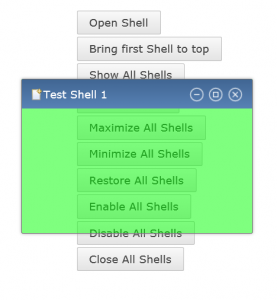 Open Shell
Bring first Shell to top
Show All Shells
Test Shell 1
Maximize All Shells
Minimize All Shells
Restore All Shells
Enable All Shells
Disable All Shells
Close All Shells